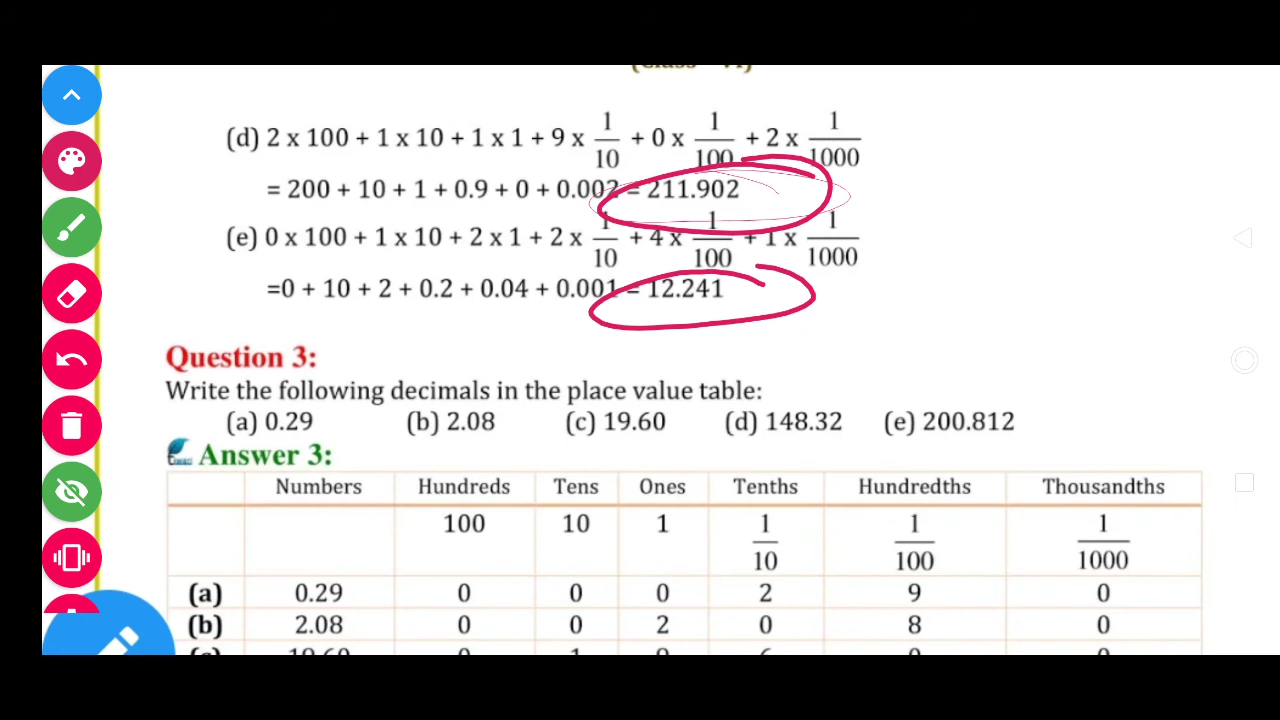 (d) 2 x 100 + 1 x 10 + 1 x 1 + 9 x 1/10 + 0 x 1/100 + 2 x 1/1000
= 200 + 10 + 1 + 0.9 + 0 + 0.002 = 211.902
(e) 0 x 100 + 1 x 10 + 2 x 1 + 2 x 1/10 + 4 x 1/100 + 1 x 1/1000
=0 + 10 + 2 + 0.2 + 0.04 + 0.001 = 12.241
Question 3:
Write the following decimals in the place value table:
(a) 0.29 (b) 2.08 (c) 19.60 (d) 148.32 (e) 200.812
Answer 3:
Numbers Hundreds Tens Ones Tenths Hundredths Thousandths
100 10 1 1/10 1/100 1/1000
(a) 0.29 0 0 0 2 9 0
(b) 2.08 0 0 2 0 8 0